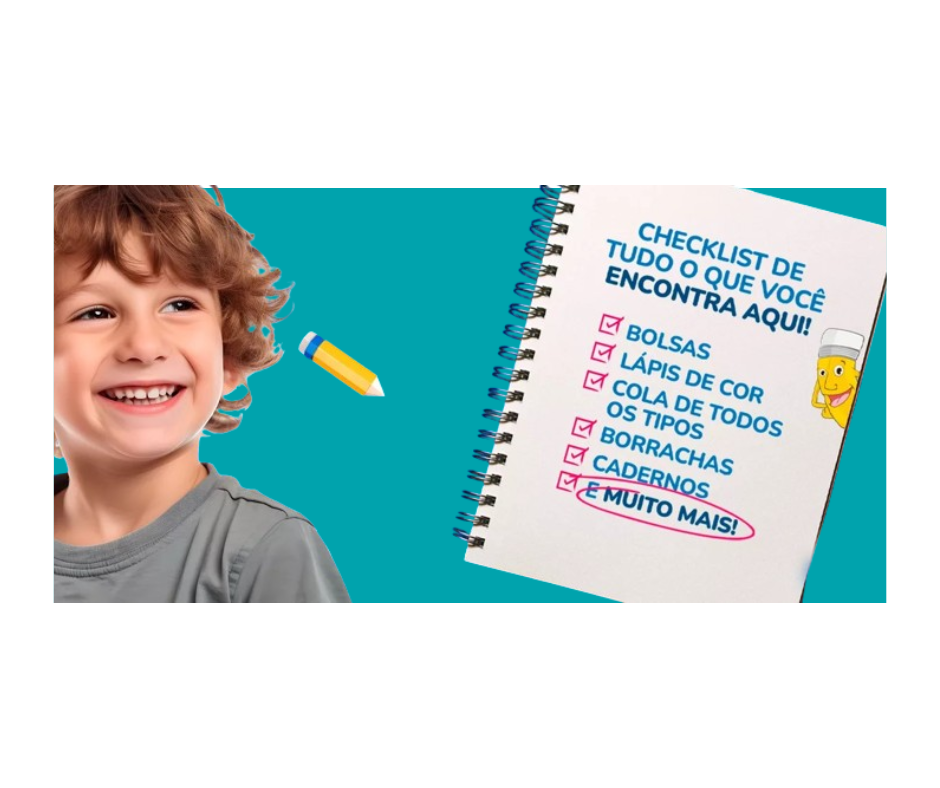 CHECKLIST DE
TUDO O QUE VOCÊ
ENCONTRA AQUI!
BOLSAS
LÁPIS DE COR
COLA DE TODOS
OS TIPOS
BORRACHAS
CADERNOS
E MUITO MAIS!